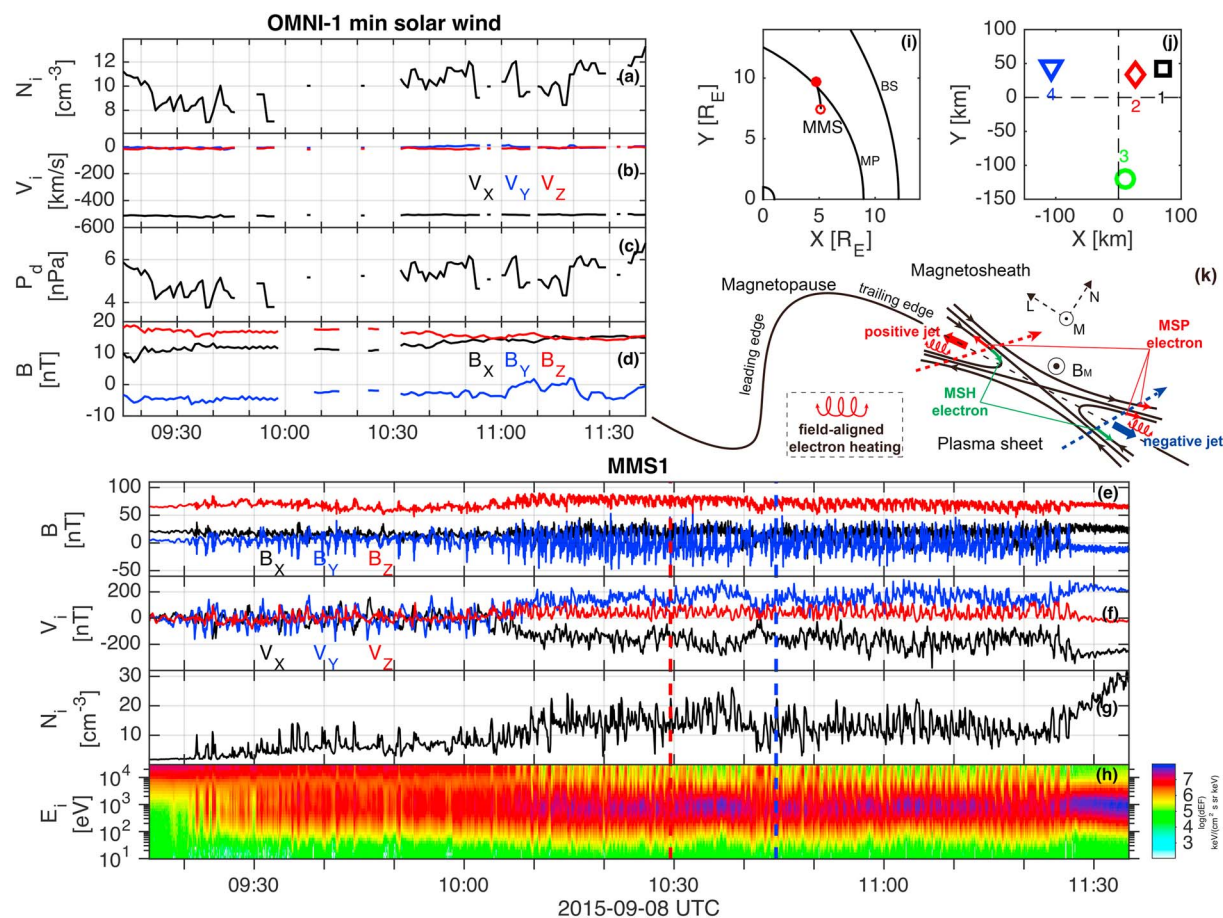 OMNI-1 min solar wind
12
10
8
N_i
[cm^-3]
(a)
0
-200
-400
-600
V_i
[km/s]
(b)
V_X V_Y V_Z
6
4
P_d
[nPa]
(c)
20
10
0
-10
B
[nT]
(d)
B_X B_Y B_Z
09:30 10:00 10:30 11:00 11:30
(i)
10
5
0
Y [R_E]
BS
MMS
MP
0 5 10
X [R_E]
(j)
100
50
0
-50
-100
-150
Y [km]
4
2
1
3
-100 0 100
X [km]
(k)
Magnetosheath
Magnetopause
trailing edge
leading edge
L
N
M
positive jet
MSP
electron
B_M
MSH
electron
field-aligned
electron heating
Plasma sheet
negative jet
MMS1
100
50
0
-50
B
[nT]
(e)
B_X B_Y B_Z
200
0
-200
V_i
[nT]
(f)
V_X V_Y V_Z
30
20
10
N_i
[cm^-3]
(g)
10^4
10^3
10^2
10^1
E_i
[eV]
(h)
7
6
5
4
3
log(dEF)
keV/(cm^2 s sr keV)
09:30 10:00 10:30 11:00 11:30
2015-09-08 UTC